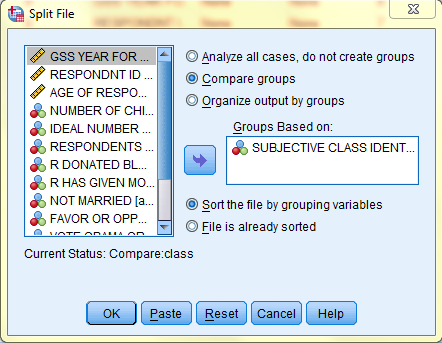 Split File
GSS YEAR FOR ...
RESPONDNT ID ...
AGE OF RESPO...
NUMBER OF CHI...
IDEAL NUMBER ...
RESPONDENTS ...
R DONATED BL...
R HAS GIVEN MO...
NOT MARRIED [a...
FAVOR OR OPP...
VOTE OBAMA OR
Analyze all cases, do not create groups
Compare groups
Organize output by groups
Groups Based on:
SUBJECTIVE CLASS IDENT...
Sort the file by grouping variables
File is already sorted
Current Status: Compare:class
OK
Paste
Reset
Cancel
Help